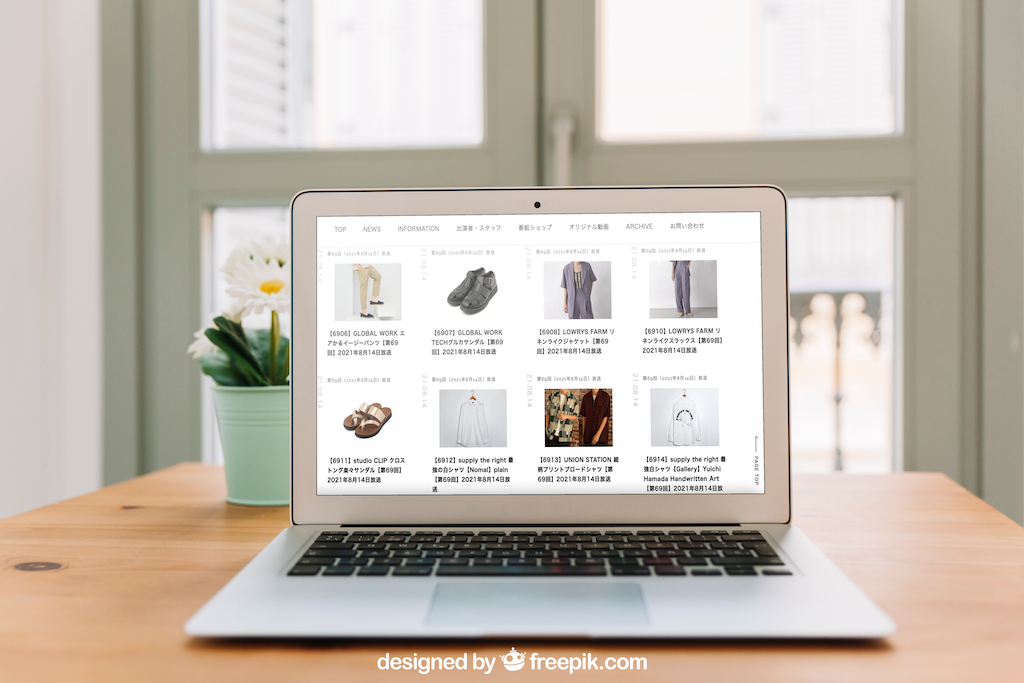 TOP NEWS INFORMATION 出演者・スタッフ 番組ショップ オリジナル動画 ARCHIVE お問い合わせ
21.08.14
第69回（2021年8月14日）放送
【6906】GLOBAL WORK エ
アかるイージーパンツ【第69
回】2021年8月14日放送
21.08.14
第69回（2021年8月14日）放送
【6907】GLOBAL WORK
TECHグルカサンダル【第69
回】2021年8月14日放送
21.08.14
第69回（2021年8月14日）放送
【6908】LOWRYS FARM リ
ネンライクジャケット【第69
回】2021年8月14日放送
21.08.14
第69回（2021年8月14日）放送
【6910】LOWRYS FARM リ
ネンライクスラックス【第69回】
2021年8月14日放送
21.08.14
第69回（2021年8月14日）放送
【6911】studio CLIP クロス
トング楽々サンダル【第69回】
2021年8月14日放送
21.08.14
第69回（2021年8月14日）放送
【6912】supply the right 最
強の白シャツ【Nomal】plain
【第69回】2021年8月14日放
送
21.08.14
第69回（2021年8月14日）放送
【6913】UNION STATION 総
柄プリントブロードシャツ【第
69回】2021年8月14日放送
21.08.14
第69回（2021年8月14日）放送
【6914】supply the right 最
強白シャツ【Gallery】Yuichi
Hamada Handwritten Art
【第69回】2021年8月14日放
PAGE TOP
designed by freepik.com